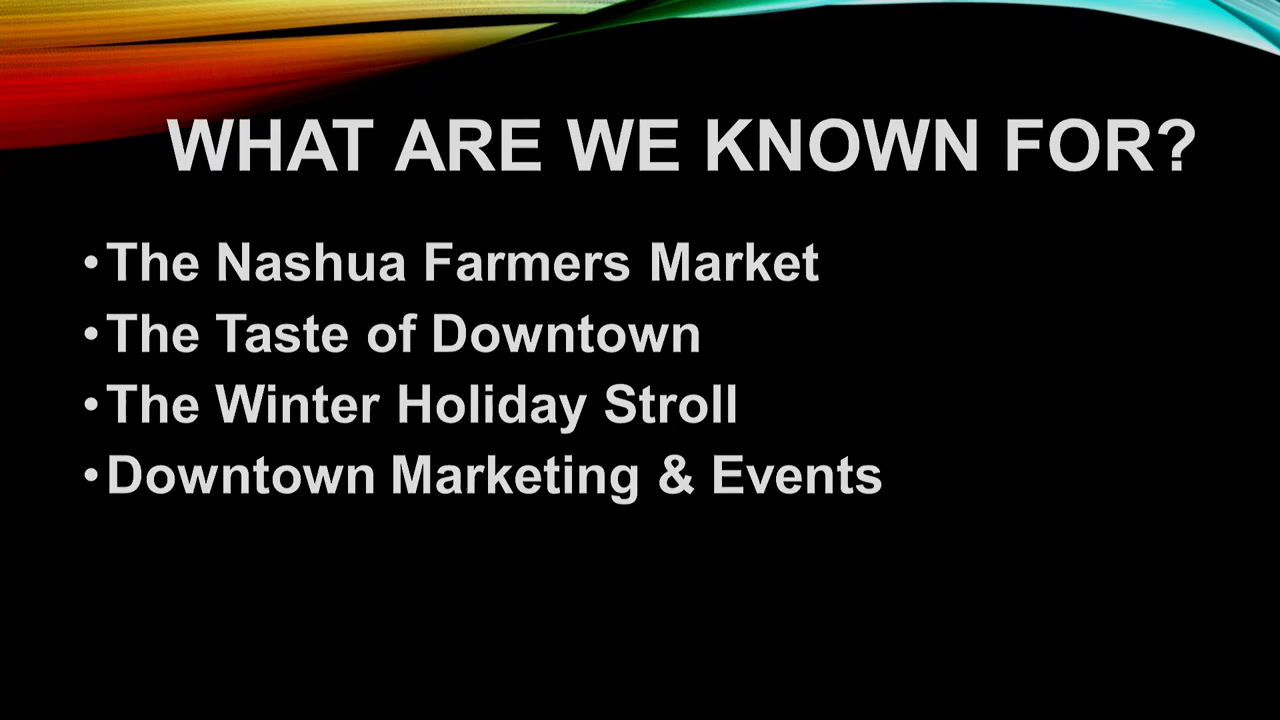 WHAT ARE WE KNOWN FOR?
•The Nashua Farmers Market
•The Taste of Downtown
•The Winter Holiday Stroll
•Downtown Marketing & Events